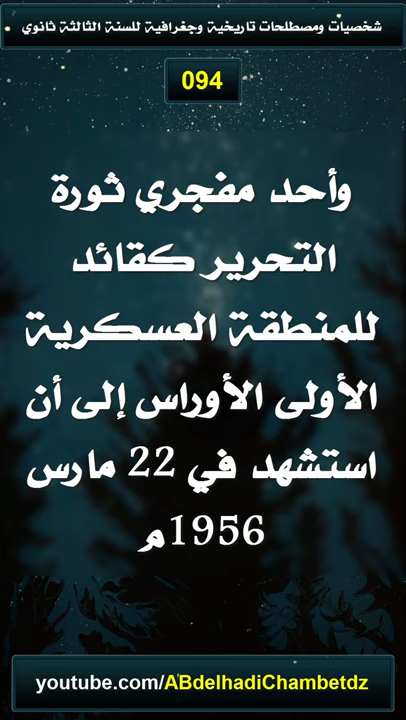 شخصيات ومصطلحات تاريخية وجغرافية للسنة الثالثة ثانوي
094
وأحد مفجري ثورة
التحرير كقائد
للمنطقة العسكرية
الأولى الأوراس إلى أن
استشهد في 22 مارس
1956م
youtube.com/ABdelhadiChambetdz